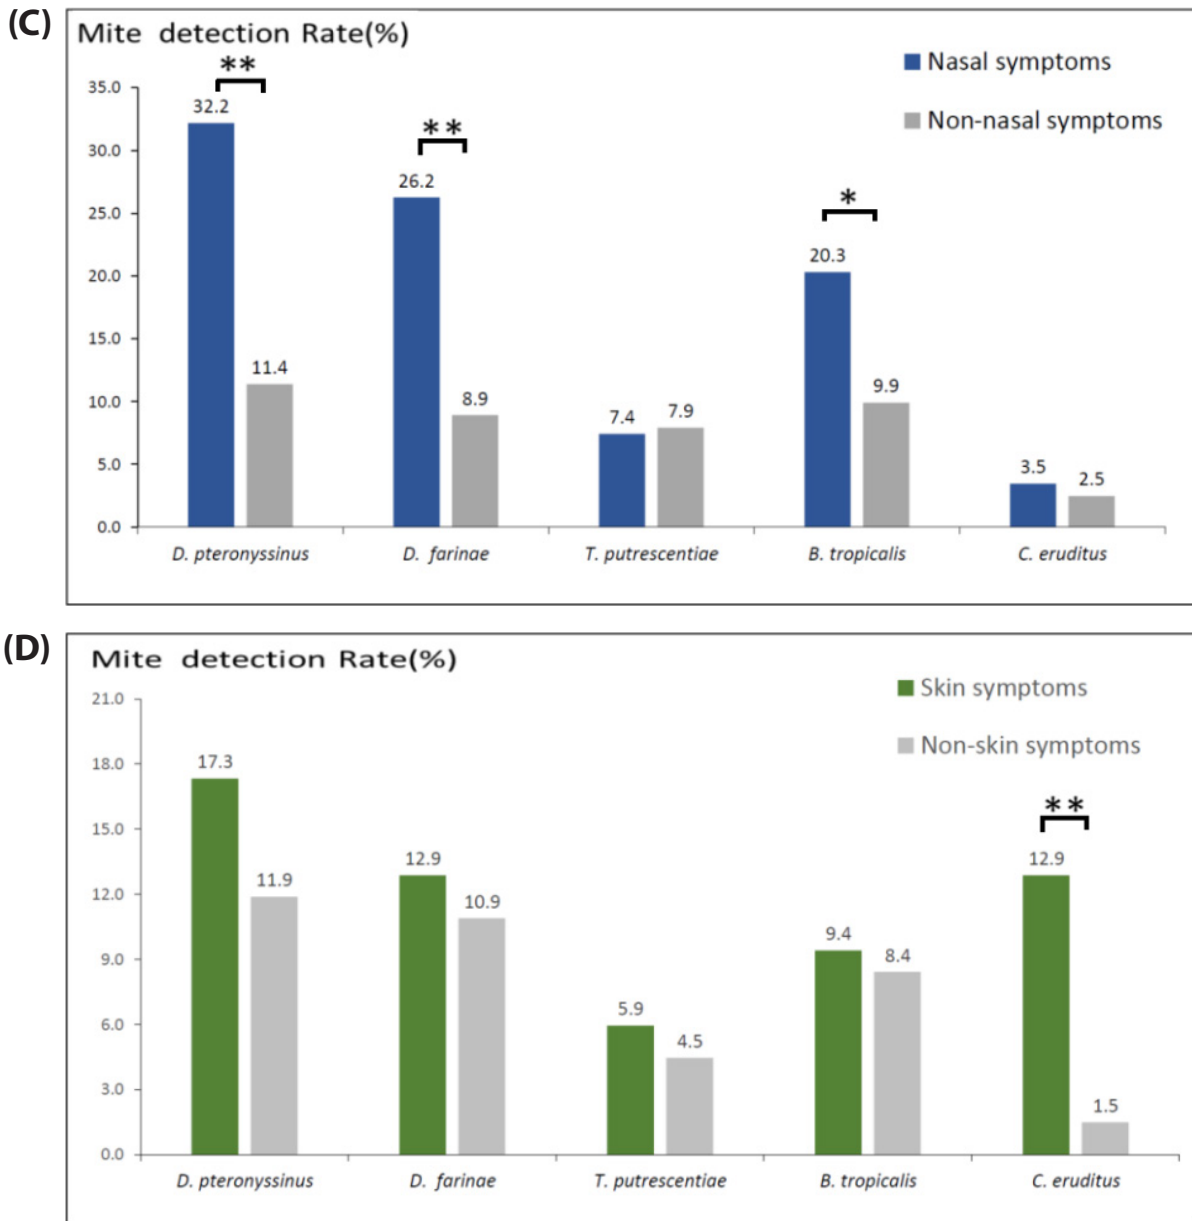 (C)
Mite detection Rate(%)
Nasal symptoms
Non-nasal symptoms
35.0
30.0
25.0
20.0
15.0
10.0
5.0
0.0
**
32.2
11.4
**
26.2
8.9
7.4
7.9
*
20.3
9.9
3.5
2.5
D. pteronyssinus
D. farinae
T. putrescentiae
B. tropicalis
C. eruditus
(D)
Mite detection Rate(%)
Skin symptoms
Non-skin symptoms
21.0
18.0
15.0
12.0
9.0
6.0
3.0
0.0
17.3
11.9
12.9
10.9
5.9
4.5
9.4
8.4
**
12.9
1.5
D. pteronyssinus
D. farinae
T. putrescentiae
B. tropicalis
C. eruditus